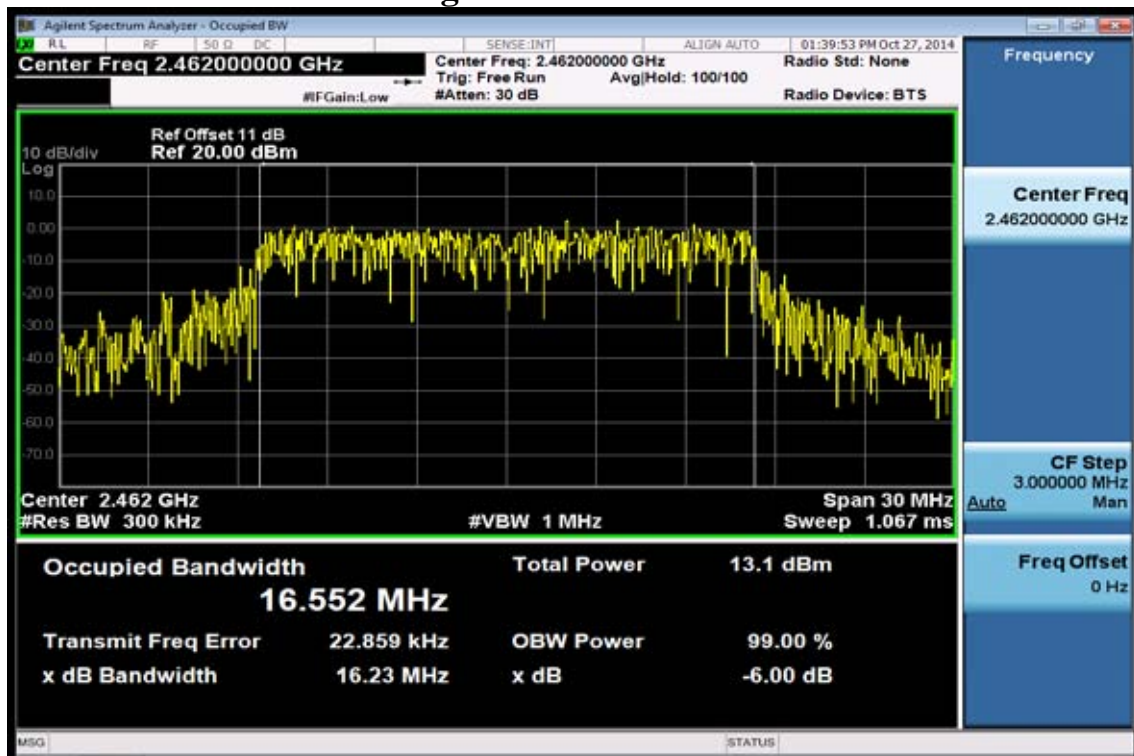 Agilent Spectrum Analyzer - Occupied BW
RL RF 50 Ω DC SENSE:INT ALIGN AUTO 01:39:53 PM Oct 27, 2014
Center Freq 2.462000000 GHz
Center Freq: 2.462000000 GHz
Radio Std: None
Trig: Free Run Avg|Hold: 100/100
#IFGain:Low
#Atten: 30 dB
Radio Device: BTS
Frequency
Ref Offset 11 dB
10 dB/div Ref 20.00 dBm
Log
10.0
0.00
-10.0
-20.0
-30.0
-40.0
-50.0
-60.0
-70.0
Center 2.462 GHz
Span 30 MHz
#Res BW 300 kHz
#VBW 1 MHz
Sweep 1.067 ms
Center Freq
2.462000000 GHz
CF Step
3.000000 MHz
Auto Man
Freq Offset
0 Hz
Occupied Bandwidth
16.552 MHz
Total Power 13.1 dBm
Transmit Freq Error 22.859 kHz
OBW Power 99.00 %
x dB Bandwidth 16.23 MHz
x dB -6.00 dB
MSG
STATUS